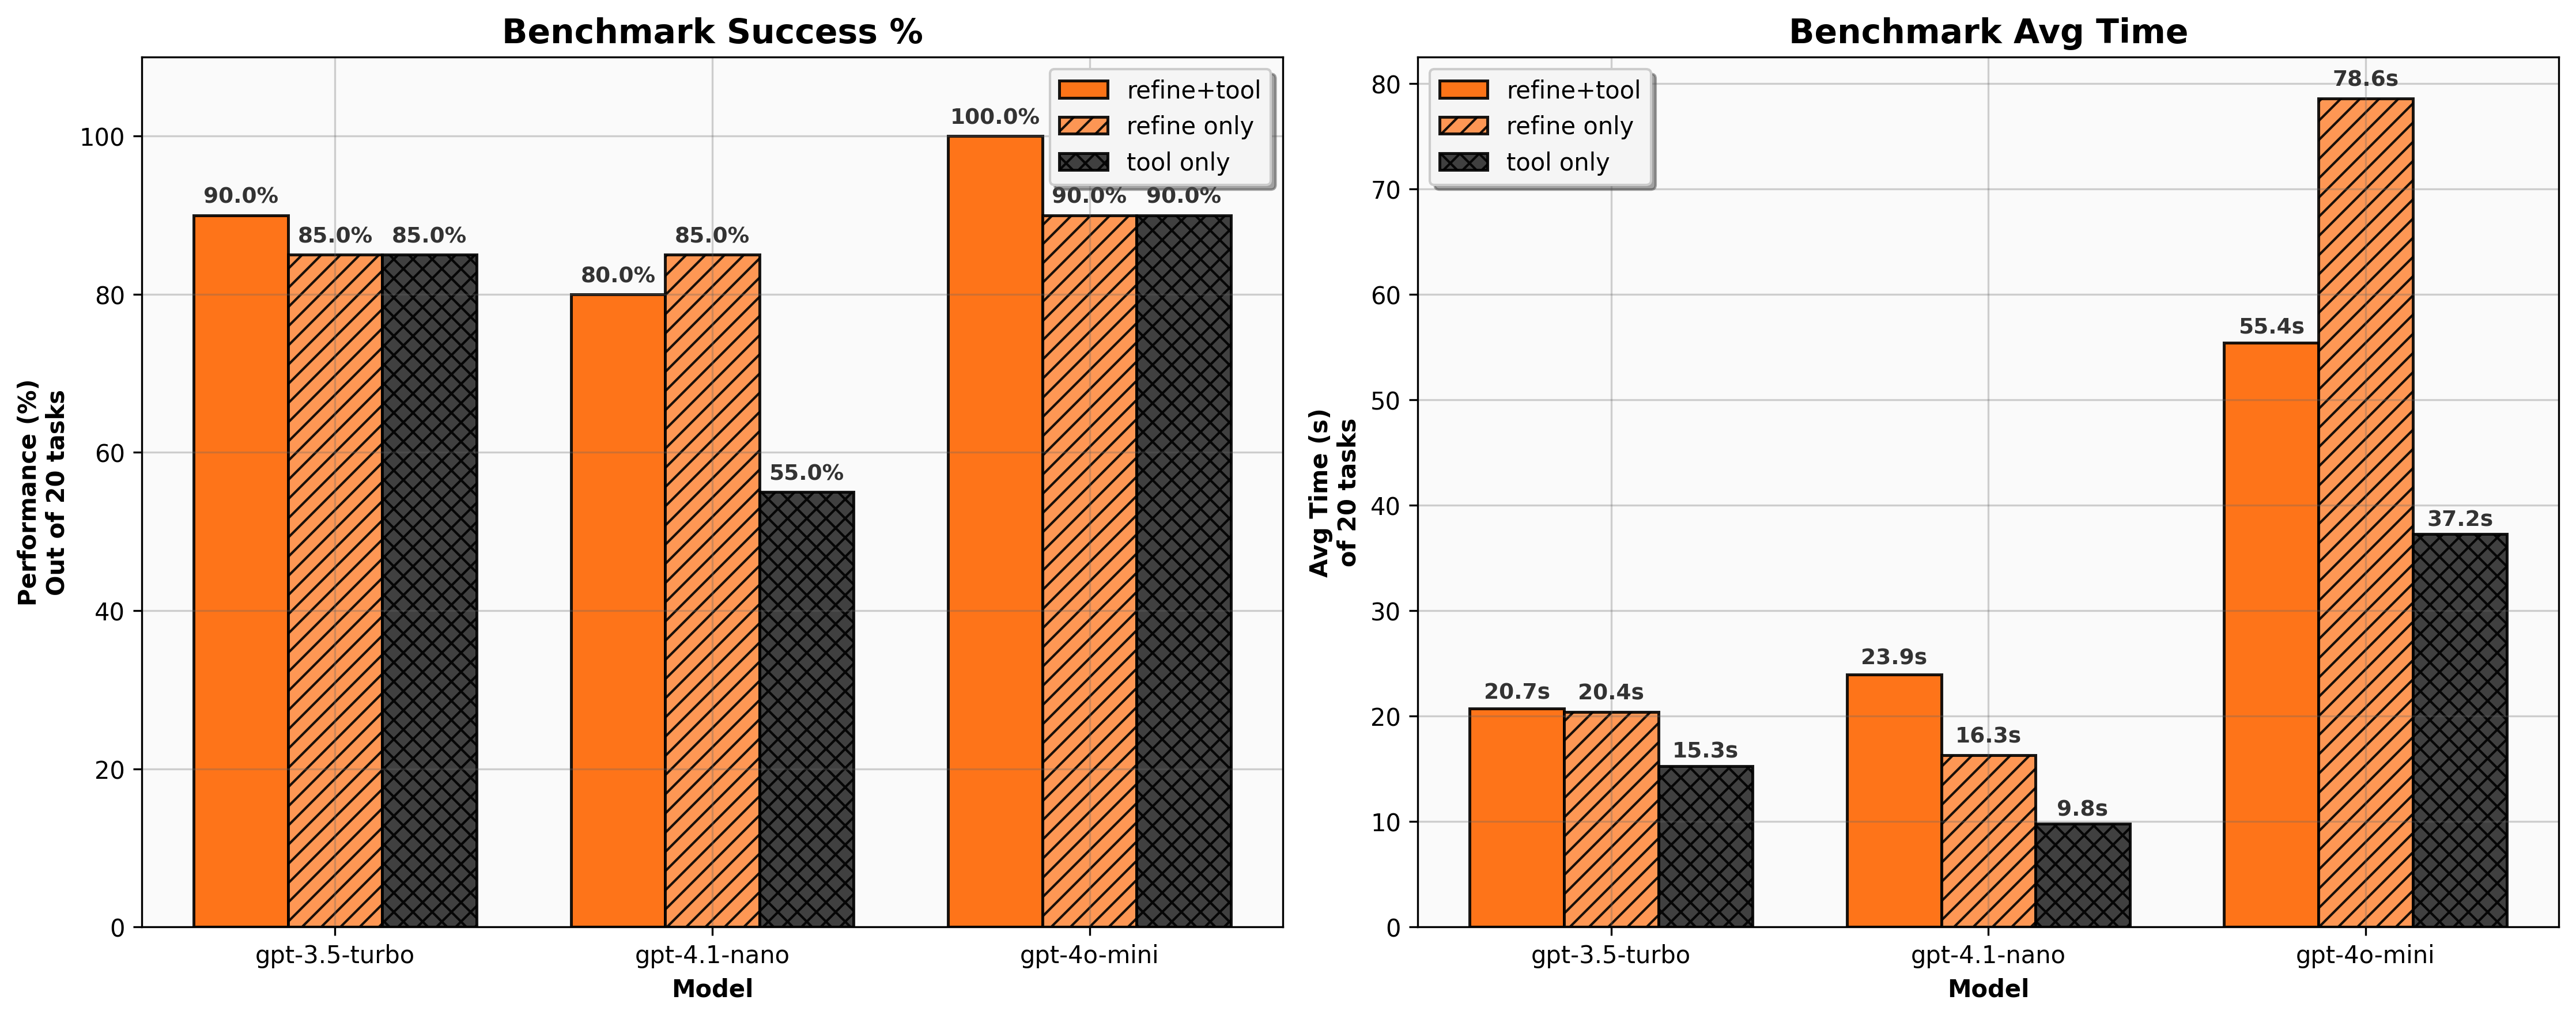 Benchmark Success %
refine+tool
refine only
tool only
100.0%
90.0%
90.0%
90.0%
85.0%
85.0%
85.0%
80.0%
55.0%
100
80
60
40
20
0
Performance (%)
Out of 20 tasks
gpt-3.5-turbo
gpt-4.1-nano
gpt-4o-mini
Model
Benchmark Avg Time
refine+tool
refine only
tool only
78.6s
55.4s
37.2s
23.9s
20.7s
20.4s
16.3s
15.3s
9.8s
80
70
60
50
40
30
20
10
0
Avg Time (s)
of 20 tasks
gpt-3.5-turbo
gpt-4.1-nano
gpt-4o-mini
Model